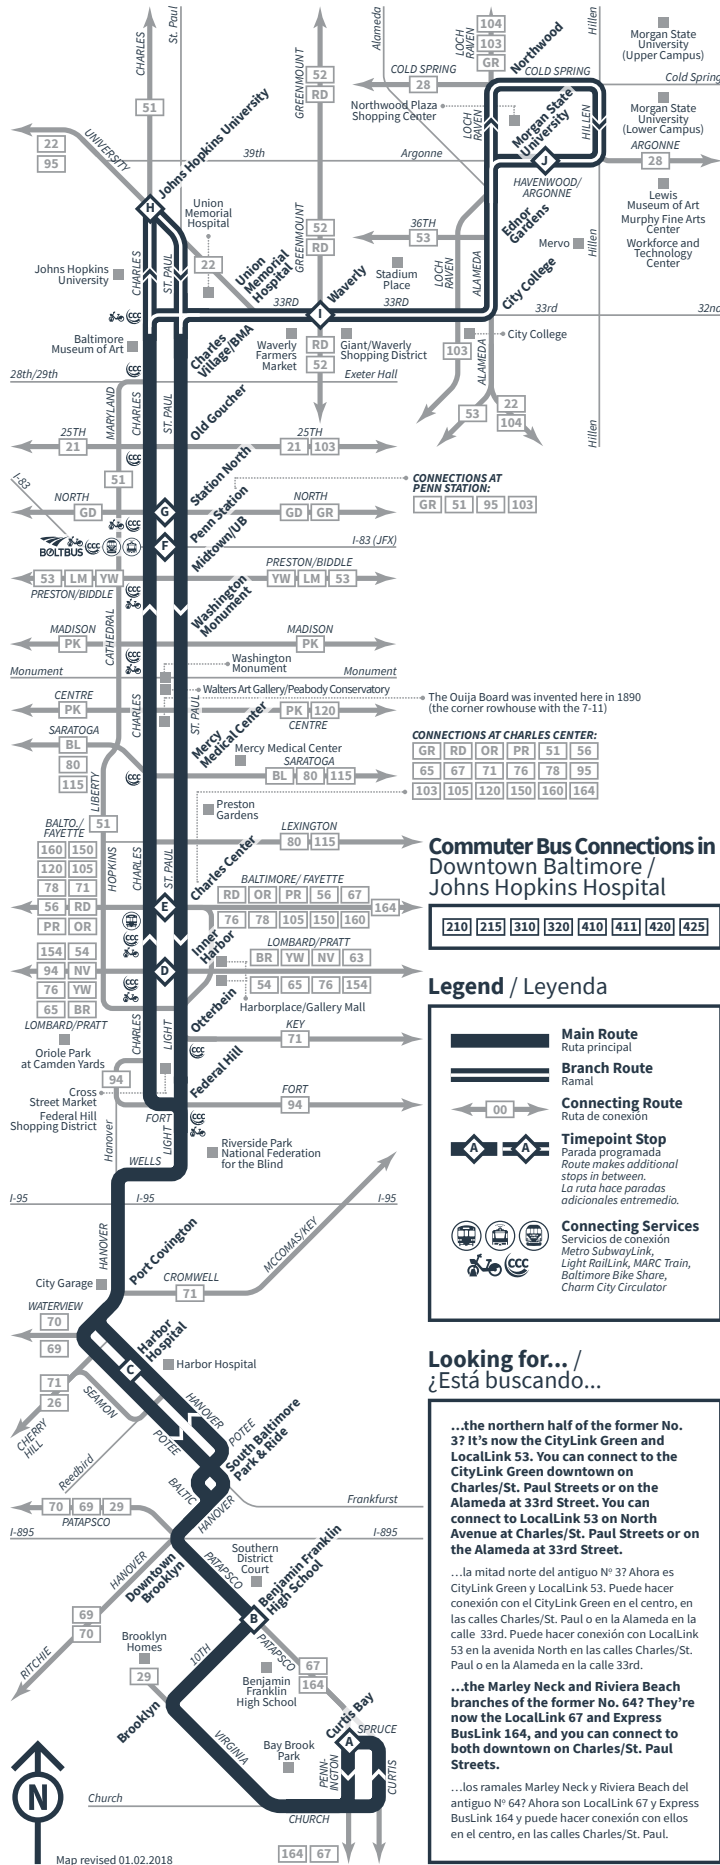 CHARLES
St. Paul
GREENMOUNT
Alameda
LOCH
RAVEN
104
103
GR
Northwood
Hillen
Morgan State
University
(Upper Campus)
52
RD
COLD SPRING
28
COLD SPRING
Cold Spring
51
Northwood Plaza
Shopping Center
LOCH
RAVEN
Morgan State
University
HILLEN
Morgan State
University
(Lower Campus)
UNIVERSITY
22
95
Johns Hopkins University
39th
Argonne
J
ARGONNE
28
HAVENWOOD/
ARGONNE
Lewis
Museum of Art
Murphy Fine Arts
Center
Workforce and
Technology
Center
H
Union
Memorial
Hospital
GREENMOUNT
52
RD
36TH
53
Ednor
Gardens
Mervo
Hillen
Johns Hopkins
University
CHARLES
ST. PAUL
22
Union
Memorial
Hospital
Stadium
Place
LOCH
RAVEN
ALAMEDA
City College
33RD
I
Waverly
33RD
33rd
32nd
Baltimore
Museum of Art
Charles
Village/BMA
Waverly
Farmers
Market
RD
52
Giant/Waverly
Shopping District
103
ALAMEDA
City College
28th/29th
CCC
Exeter Hall
MARYLAND
CHARLES
ST. PAUL
Old Goucher
53
22
104
Hillen
25TH
21
25TH
21
103
CCC
I-83
51
Station North
CONNECTIONS AT
PENN STATION:
GR
51
95
103
NORTH
GD
G
Penn Station
NORTH
GD
GR
CCC
BOLTBUS
CCC
F
Midtown/UB
I-83 (JFX)
53
LM
YW
PRESTON/BIDDLE
PRESTON/BIDDLE
YW
LM
53
CCC
CATHEDRAL
Washington
Monument
MADISON
PK
MADISON
PK
CCC
Washington
Monument
Monument
Monument
Walters Art Gallery/Peabody Conservatory
CENTRE
PK
CHARLES
ST. PAUL
PK
120
CENTRE
The Ouija Board was invented here in 1890
(the corner rowhouse with the 7-11)
Mercy
Medical Center
SARATOGA
BL
80
115
Mercy Medical Center
SARATOGA
BL
80
115
CCC
LIBERTY
CONNECTIONS AT CHARLES CENTER:
GR
RD
OR
PR
51
56
65
67
71
76
78
95
103
105
120
150
160
164
51
Preston
Gardens
BALTO./
FAYETTE
160
150
120
105
78
71
56
RD
PR
OR
HOPKINS
CHARLES
ST. PAUL
Charles Center
LEXINGTON
80
115
BALTIMORE/ FAYETTE
RD
OR
PR
56
67
164
76
78
105
150
160
E
CCC
Inner
Harbor
Commuter Bus Connections in
Downtown Baltimore /
Johns Hopkins Hospital
210
215
310
320
410
411
420
425
154
54
94
NV
76
YW
65
BR
LOMBARD/PRATT
D
CCC
LOMBARD/PRATT
BR
YW
NV
63
54
65
76
154
Harborplace/Gallery Mall
Oriole Park
at Camden Yards
CHARLES
LIGHT
Otterbein
KEY
71
CCC
94
Cross
Street Market
Federal Hill
Federal Hill
Shopping District
FORT
94
Hanover
FORT
LIGHT
CCC
Riverside Park
National Federation
for the Blind
WELLS
I-95
I-95
I-95
HANOVER
Port Covington
MCCOMAS/KEY
City Garage
CROMWELL
71
WATERVIEW
70
69
Harbor
Hospital
C
Harbor Hospital
71
26
SEAMON
CHERRY
HILL
HANOVER
POTEE
POTEE
South Baltimore
Park & Ride
Reedbird
BALTIC
HANOVER
Frankfurst
70
69
29
PATAPSCO
I-895
I-895
HANOVER
Downtown
Brooklyn
PATAPSCO
Southern
District
Court
Benjamin Franklin
High School
B
69
70
RITCHIE
Brooklyn
Homes
29
10TH
PATAPSCO
67
164
Benjamin
Franklin
High School
Brooklyn
VIRGINIA
Bay Brook
Park
Curtis Bay
SPRUCE
A
PENN-
INGTON
CURTIS
Church
CHURCH
164
67
N
Map revised 01.02.2018
Legend / Leyenda
Main Route
Ruta principal
Branch Route
Ramal
00
Connecting Route
Ruta de conexión
A
A
Timepoint Stop
Parada programada
Route makes additional
stops in between.
La ruta hace paradas
adicionales entremedio.
CCC
Connecting Services
Servicios de conexión
Metro SubwayLink,
Light RailLink, MARC Train,
Baltimore Bike Share,
Charm City Circulator
Looking for... /
¿Está buscando...
...the northern half of the former No.
3? It's now the CityLink Green and
LocalLink 53. You can connect to the
CityLink Green downtown on
Charles/St. Paul Streets or on the
Alameda at 33rd Street. You can
connect to LocalLink 53 on North
Avenue at Charles/St. Paul Streets or on
the Alameda at 33rd Street.
...la mitad norte del antiguo Nº 3? Ahora es
CityLink Green y LocalLink 53. Puede hacer
conexión con el CityLink Green en el centro, en
las calles Charles/St. Paul o en la Alameda en la
calle 33rd. Puede hacer conexión con LocalLink
53 en la avenida North en las calles Charles/St.
Paul o en la Alameda en la calle 33rd.
...the Marley Neck and Riviera Beach
branches of the former No. 64? They're
now the LocalLink 67 and Express
BusLink 164, and you can connect to
both downtown on Charles/St. Paul
Streets.
...los ramales Marley Neck y Riviera Beach del
antiguo Nº 64? Ahora son LocalLink 67 y Express
BusLink 164 y puede hacer conexión con ellos
en el centro, en las calles Charles/St. Paul.